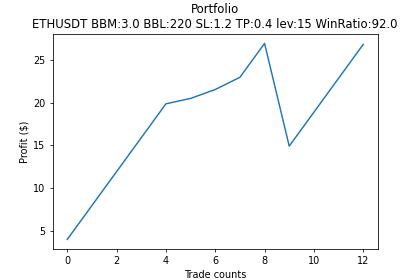 Portfolio
ETHUSDT BBM:3.0 BBL:220 SL:1.2 TP:0.4 lev:15 WinRatio:92.0
Profit ($)
25
20
15
10
5
0 2 4 6 8 10 12
Trade counts